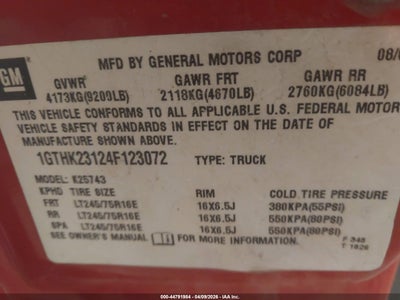 MFD BY GENERAL MOTORS CORP 08/0
GM
GVWR GAWR FRT GAWR RR
4173KG(9200LB) 2118KG(4670LB) 2760KG(6084LB)
THIS VEHICLE CONFORMS TO ALL APPLICABLE U.S. FEDERAL MOTOR
VEHICLE SAFETY STANDARDS IN EFFECT ON THE DATE OF
MANUFACTURE SHOWN ABOVE.
1GTHK23124F123072 TYPE: TRUCK
MODEL: K25743
KPHD TIRE SIZE RIM COLD TIRE PRESSURE
FRT LT245/75R16E 16X6.5J 380KPA(55PSI)
RR LT245/75R16E 16X6.5J 550KPA(80PSI)
SPA LT245/75R16E 16X6.5J 550KPA(80PSI)
SEE OWNER'S MANUAL FOR MORE INFORMATION
F 348
T 1826
000-44791984 - 04/09/2026 - IAA Inc. Copyright